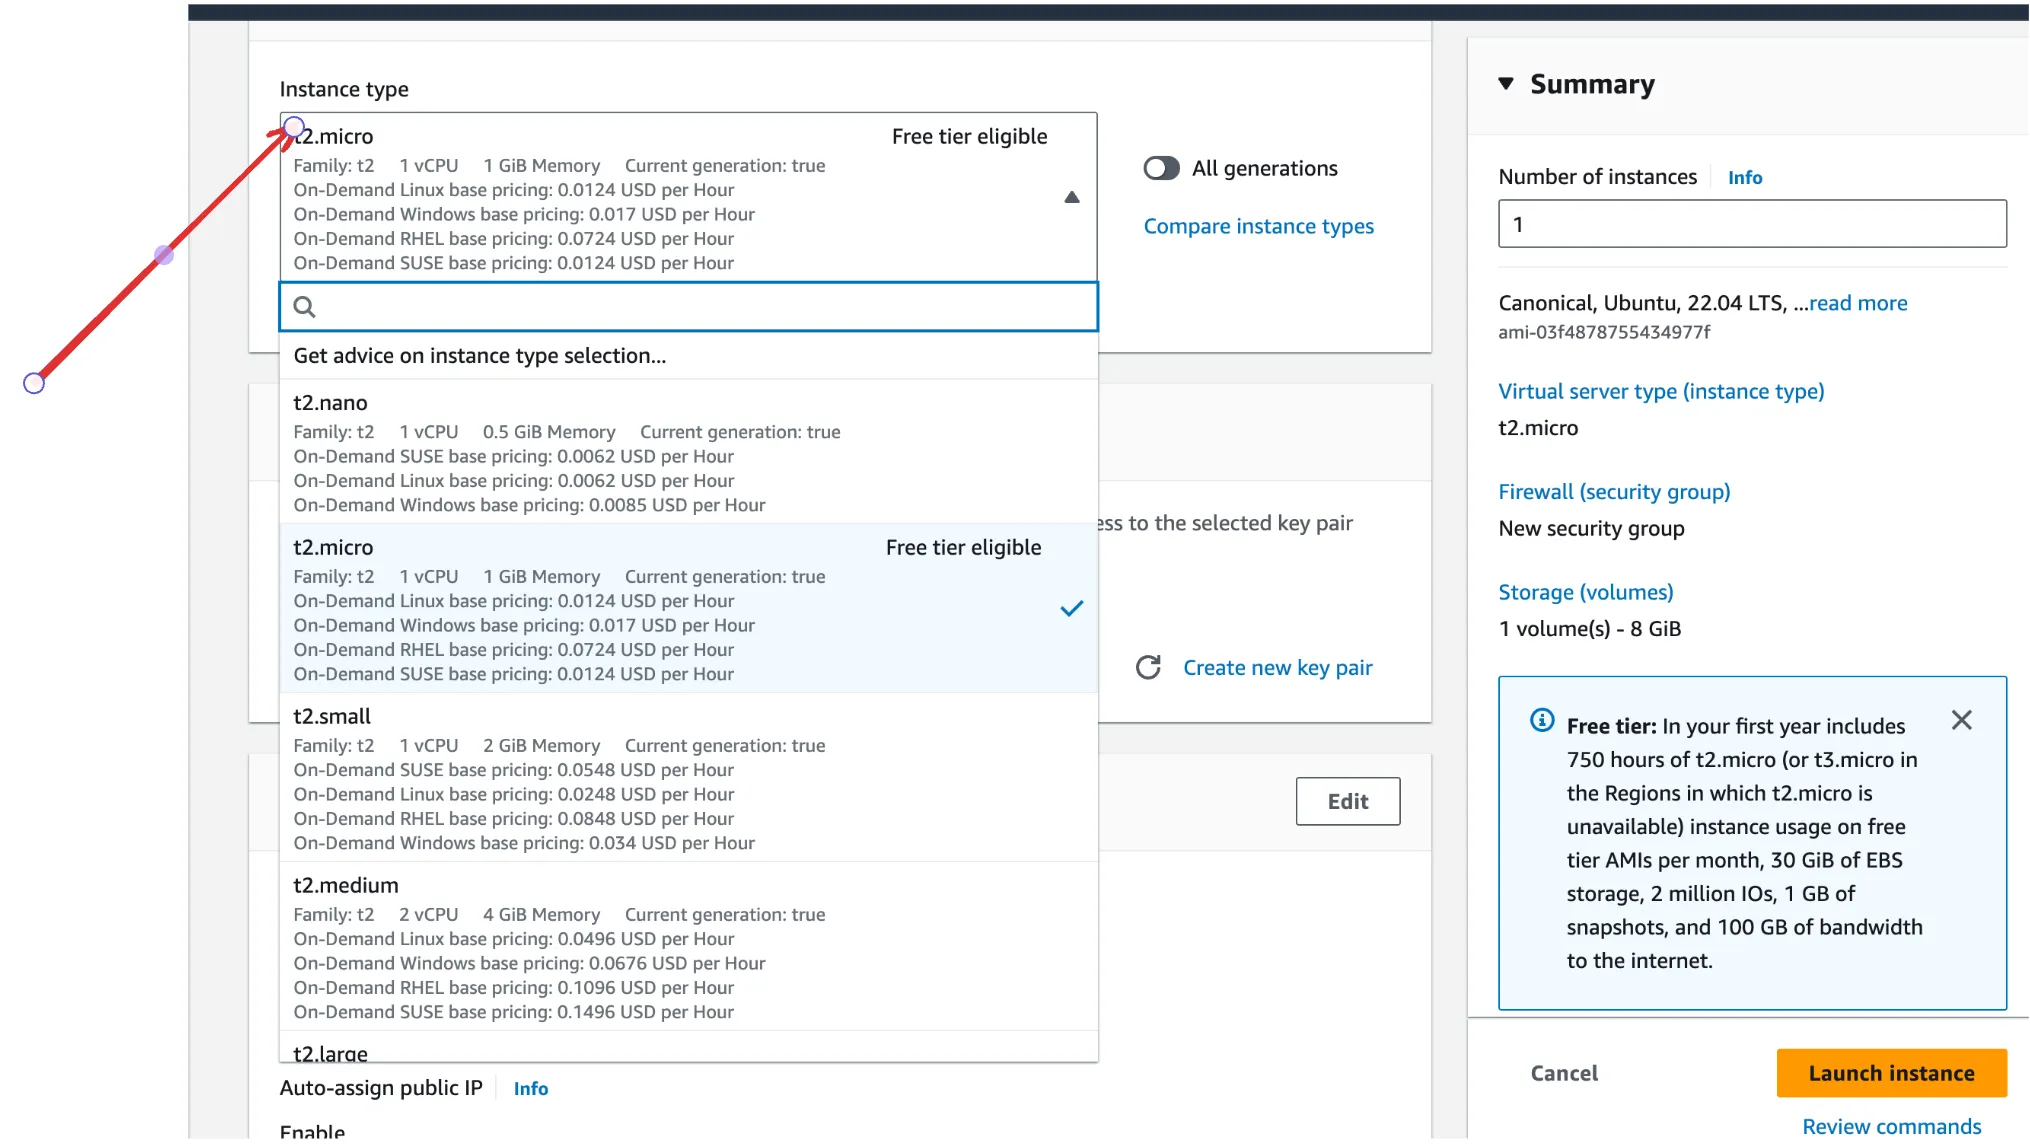 Instance type
t2.micro Free tier eligible
Family: t2 1 vCPU 1 GiB Memory Current generation: true
On-Demand Linux base pricing: 0.0124 USD per Hour
On-Demand Windows base pricing: 0.017 USD per Hour
On-Demand RHEL base pricing: 0.0724 USD per Hour
On-Demand SUSE base pricing: 0.0124 USD per Hour
All generations
Compare instance types
Get advice on instance type selection...
t2.nano
Family: t2 1 vCPU 0.5 GiB Memory Current generation: true
On-Demand SUSE base pricing: 0.0062 USD per Hour
On-Demand Linux base pricing: 0.0062 USD per Hour
On-Demand Windows base pricing: 0.0085 USD per Hour
t2.micro Free tier eligible
Family: t2 1 vCPU 1 GiB Memory Current generation: true
On-Demand Linux base pricing: 0.0124 USD per Hour
On-Demand Windows base pricing: 0.017 USD per Hour
On-Demand RHEL base pricing: 0.0724 USD per Hour
On-Demand SUSE base pricing: 0.0124 USD per Hour
t2.small
Family: t2 1 vCPU 2 GiB Memory Current generation: true
On-Demand SUSE base pricing: 0.0548 USD per Hour
On-Demand Linux base pricing: 0.0248 USD per Hour
On-Demand RHEL base pricing: 0.0848 USD per Hour
On-Demand Windows base pricing: 0.034 USD per Hour
t2.medium
Family: t2 2 vCPU 4 GiB Memory Current generation: true
On-Demand Linux base pricing: 0.0496 USD per Hour
On-Demand Windows base pricing: 0.0676 USD per Hour
On-Demand RHEL base pricing: 0.1096 USD per Hour
On-Demand SUSE base pricing: 0.1496 USD per Hour
t2.large
ess to the selected key pair
Create new key pair
Edit
Auto-assign public IP Info
Enable
Summary
Number of instances Info
1
Canonical, Ubuntu, 22.04 LTS, ...read more
ami-03f4878755434977f
Virtual server type (instance type)
t2.micro
Firewall (security group)
New security group
Storage (volumes)
1 volume(s) - 8 GiB
Free tier: In your first year includes
750 hours of t2.micro (or t3.micro in
the Regions in which t2.micro is
unavailable) instance usage on free
tier AMIs per month, 30 GiB of EBS
storage, 2 million IOs, 1 GB of
snapshots, and 100 GB of bandwidth
to the internet.
Cancel
Launch instance
Review commands